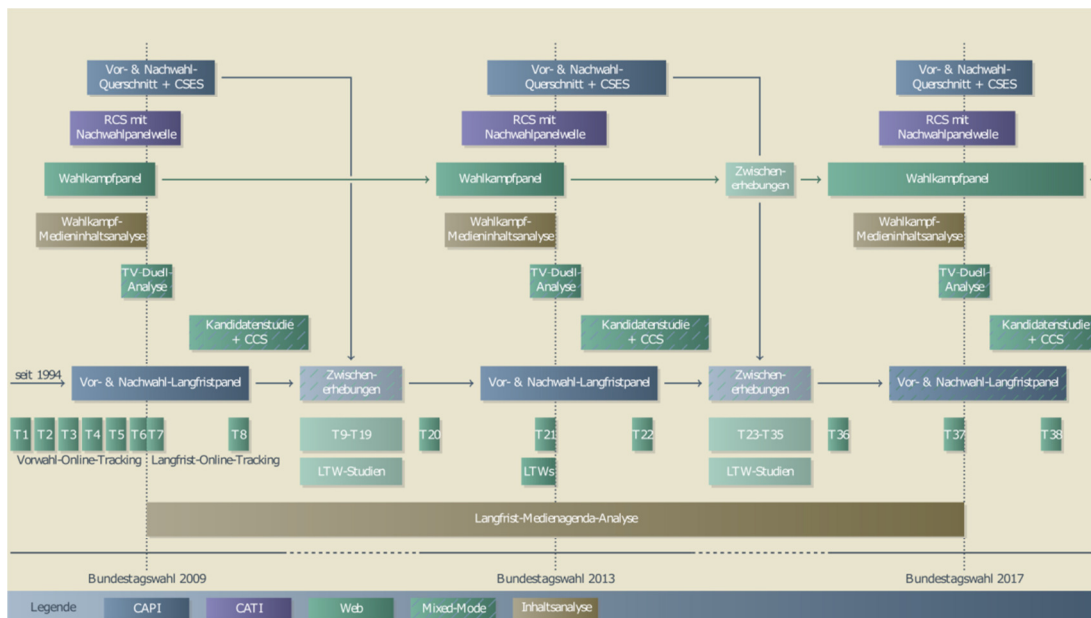 Vor- & Nachwahl-
Querschnitt + CSES
Vor- & Nachwahl-
Querschnitt + CSES
Vor- & Nachwahl-
Querschnitt + CSES
RCS mit
Nachwahlpanelwelle
RCS mit
Nachwahlpanelwelle
RCS mit
Nachwahlpanelwelle
Wahlkampfpanel
Wahlkampfpanel
Zwischen-
erhebungen
Wahlkampfpanel
Wahlkampf-
Medieninhaltsanalyse
Wahlkampf-
Medieninhaltsanalyse
Wahlkampf-
Medieninhaltsanalyse
TV-Duell-
Analyse
TV-Duell-
Analyse
TV-Duell-
Analyse
Kandidatenstudie
+ CCS
Kandidatenstudie
+ CCS
Kandidatenstudie
+ CCS
seit 1994
Vor- & Nachwahl-Langfristpanel
Zwischen-
erhebungen
Vor- & Nachwahl-Langfristpanel
Zwischen-
erhebungen
Vor- & Nachwahl-Langfristpanel
T1 T2 T3 T4 T5 T6 T7 T8 T9-T19 T20 T21 T22 T23-T35 T36 T37 T38
Vorwahl-Online-Tracking Langfrist-Online-Tracking
LTW-Studien LTWs LTW-Studien
Langfrist-Medienagenda-Analyse
Bundestagswahl 2009 Bundestagswahl 2013 Bundestagswahl 2017
Legende CAPI CATI Web Mixed-Mode Inhaltsanalyse